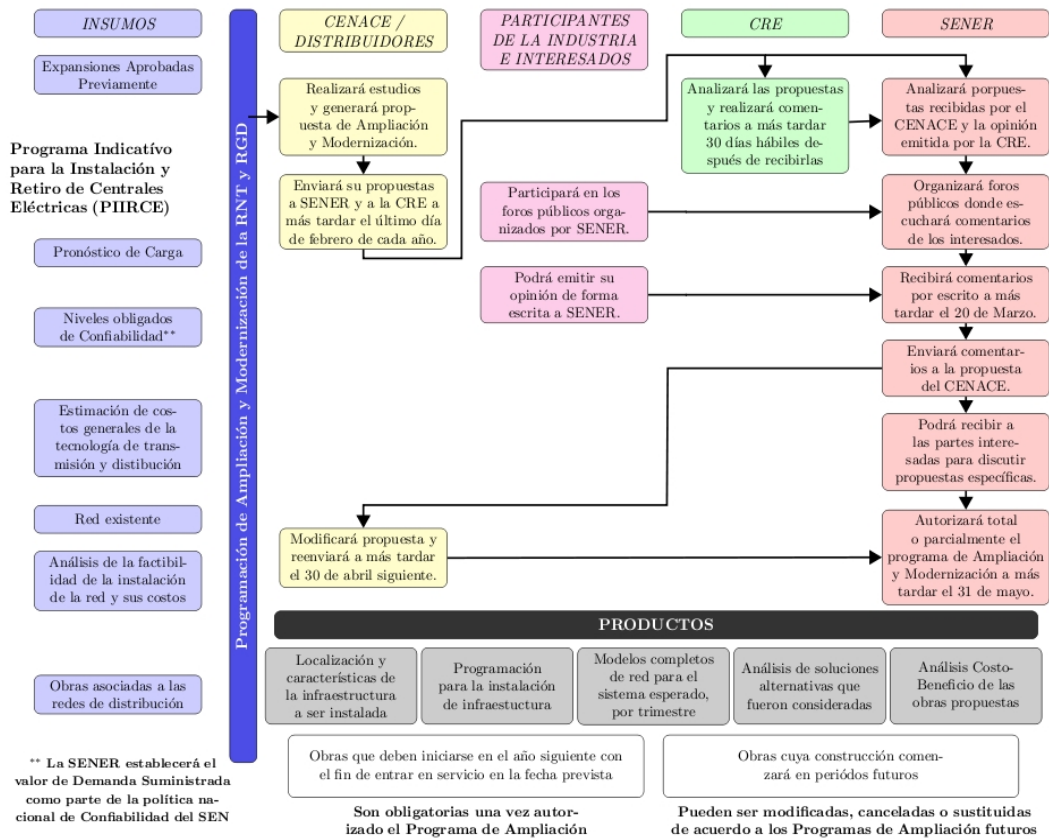 INSUMOS
Expansiones Aprobadas
Previamente
Programa Indicatívo
para la Instalación y
Retiro de Centrales
Eléctricas (PIIRCE)
Pronóstico de Carga
Niveles obligados
de Confiabilidad**
Estimación de cos-
tos generales de la
tecnología de trans-
misión y distibución
Red existente
Análisis de la factibil-
idad de la instalación
de la red y sus costos
Obras asociadas a las
redes de distribución
** La SENER establecerá el
valor de Demanda Suministrada
como parte de la política na-
cional de Confiabilidad del SEN
Programación de Ampliación y Modernización de la RNT y RGD
CENACE /
DISTRIBUIDORES
Realizará estudios
y generará prop-
uesta de Ampliación
y Modernización.
Enviará su propuestas
a SENER y a la CRE a
más tardar el último día
de febrero de cada año.
Modificará propuesta y
reenviará a más tardar
el 30 de abril siguiente.
PARTICIPANTES
DE LA INDUSTRIA
E INTERESADOS
Participará en los
foros públicos orga-
nizados por SENER.
Podrá emitir su
opinión de forma
escrita a SENER.
CRE
Analizará las propuestas
y realizará comen-
tarios a más tardar
30 días hábiles de-
spués de recibirlas
SENER
Analizará porpues-
tas recibidas por el
CENACE y la opinión
emitida por la CRE.
Organizará foros
públicos donde es-
cuchará comentarios
de los interesados.
Recibirá comentarios
por escrito a más
tardar el 20 de Marzo.
Enviará comentar-
ios a la propuesta
del CENACE.
Podrá recibir a
las partes intere-
sadas para discutir
propuestas específicas.
Autorizará total
o parcialmente el
programa de Ampliación
y Modernización a más
tardar el 31 de mayo.
PRODUCTOS
Localización y
características de
la infraestructura
a ser instalada
Programación
para la instalación
de infraestuctura
Modelos completos
de red para el
sistema esperado,
por trimestre
Análisis de soluciones
alternativas que
fueron consideradas
Análisis Costo-
Beneficio de las
obras propuestas
Obras que deben iniciarse en el año siguiente con
el fin de entrar en servicio en la fecha prevista
Son obligatorias una vez autor-
izado el Programa de Ampliación
Obras cuya construcción comen-
zará en periódos futuros
Pueden ser modificadas, canceladas o sustituidas
de acuerdo a los Programas de Ampliación futuros